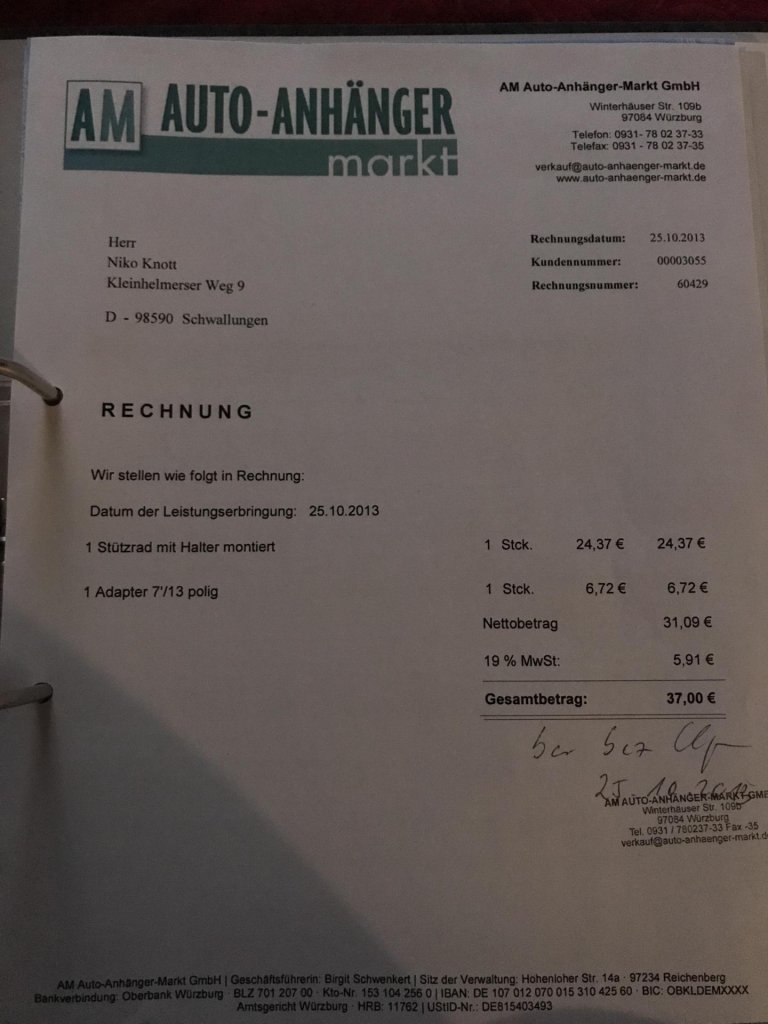 AM AUTO-ANHÄNGER
markt
AM Auto-Anhänger-Markt GmbH
Winterhäuser Str. 109b
97084 Würzburg
Telefon: 0931- 78 02 37-33
Telefax: 0931 - 78 02 37-35
verkauf@auto-anhaenger-markt.de
www.auto-anhaenger-markt.de
Herr
Niko Knott
Kleinhelmerser Weg 9
D - 98590 Schwallungen
Rechnungsdatum: 25.10.2013
Kundennummer: 00003055
Rechnungsnummer: 60429
RECHNUNG
Wir stellen wie folgt in Rechnung:
Datum der Leistungserbringung: 25.10.2013
1 Stützrad mit Halter montiert 1 Stck. 24,37 € 24,37 €
1 Adapter 7'/13 polig 1 Stck. 6,72 € 6,72 €
Nettobetrag 31,09 €
19 % MwSt: 5,91 €
Gesamtbetrag: 37,00 €
bar bez
25.10.2013
AM AUTO-ANHÄNGER-MARKT GMB
Winterhäuser Str. 109b
97084 Würzburg
Tel. 0931 / 780237-33 Fax -35
verkauf@auto-anhaenger-markt.de
AM Auto-Anhänger-Markt GmbH | Geschäftsführerin: Birgit Schwenkert | Sitz der Verwaltung: Hohenloher Str. 14a · 97234 Reichenberg
Bankverbindung: Oberbank Würzburg · BLZ 701 207 00 · Kto-Nr. 153 104 256 0 | IBAN: DE 107 012 070 015 310 425 60 · BIC: OBKLDEMXXXX
Amtsgericht Würzburg · HRB: 11762 | UStID-Nr.: DE815403493